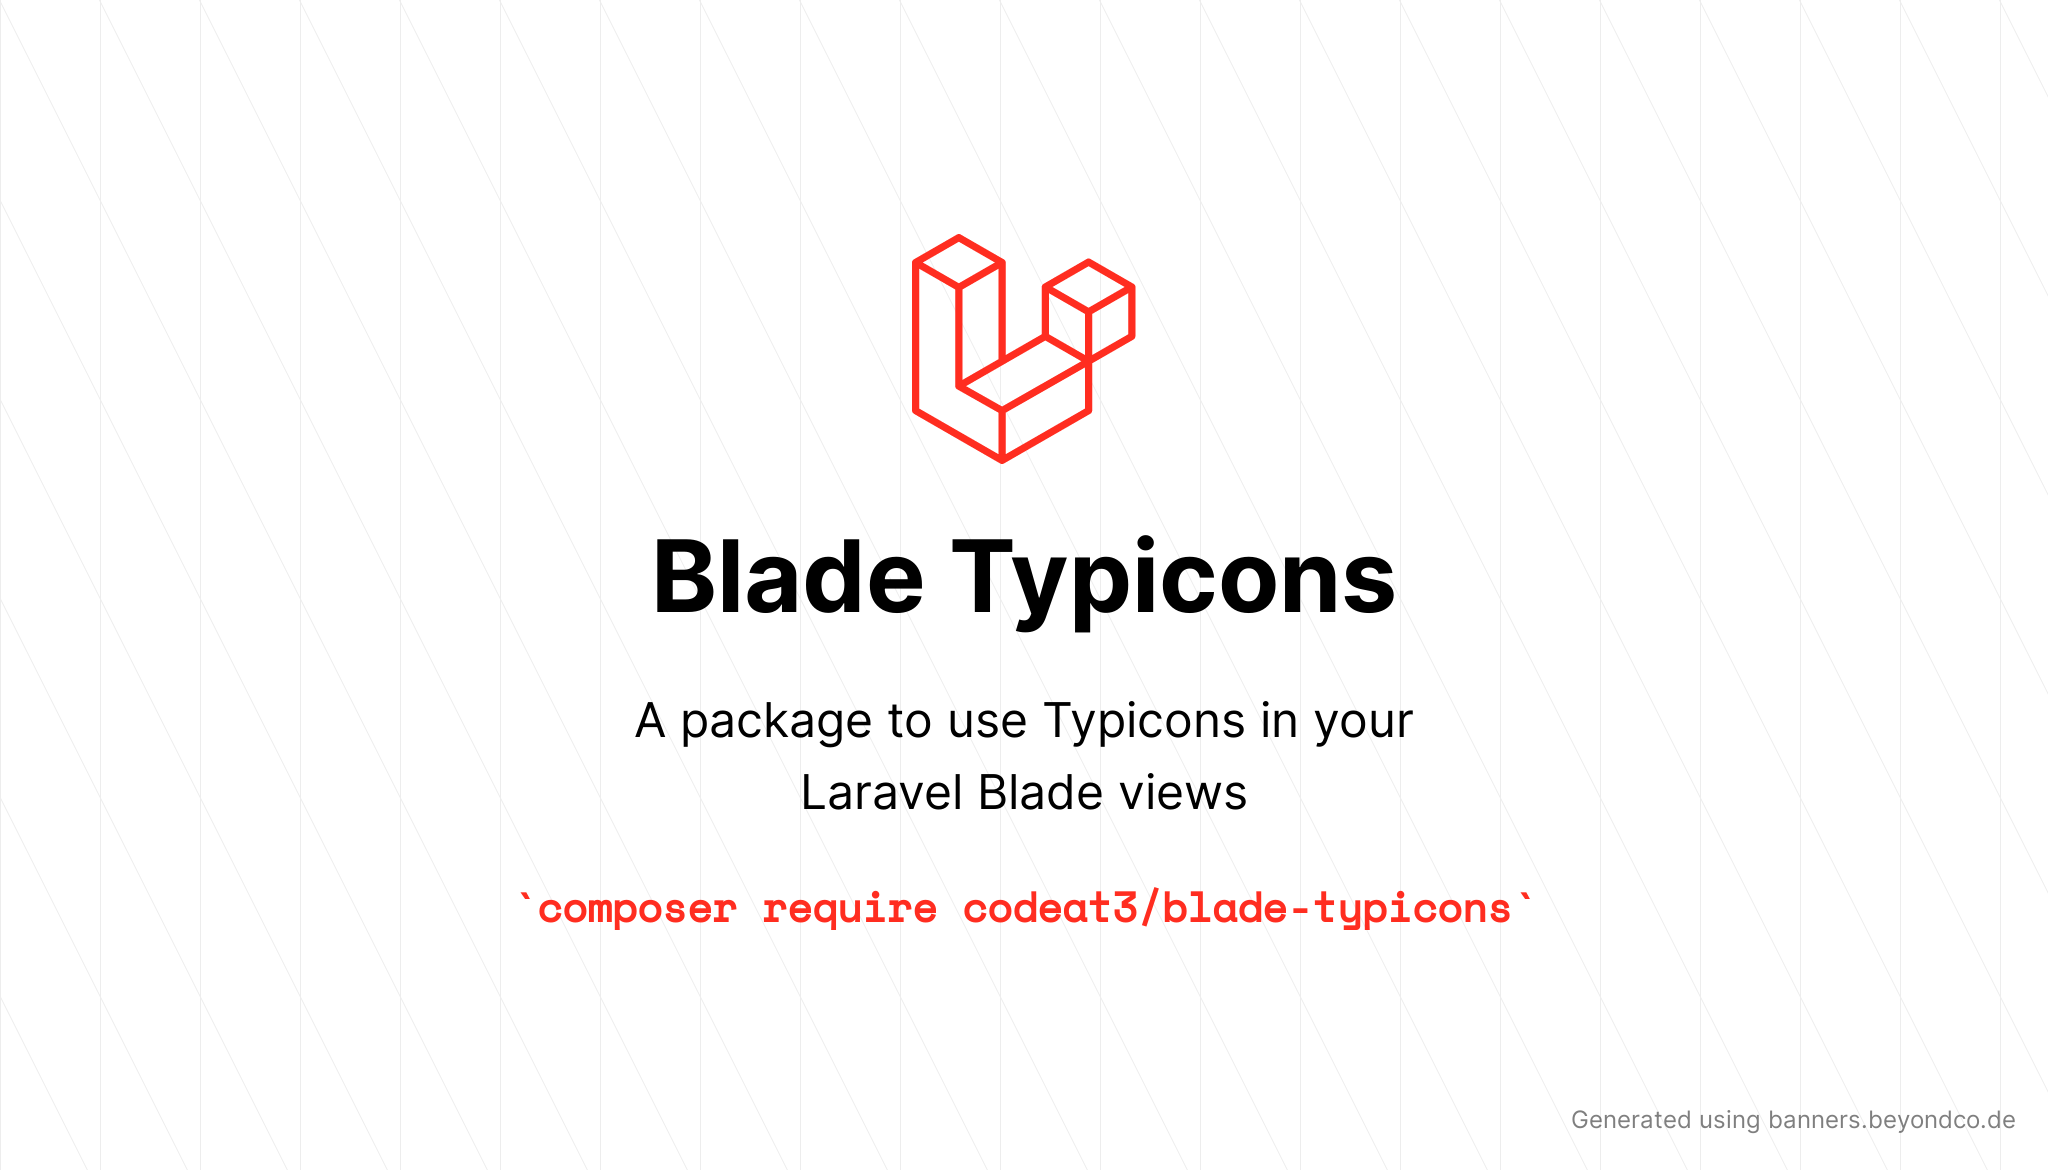 Blade Typicons
A package to use Typicons in your
Laravel Blade views
`composer require codeat3/blade-typicons`
Generated using banners.beyondco.de